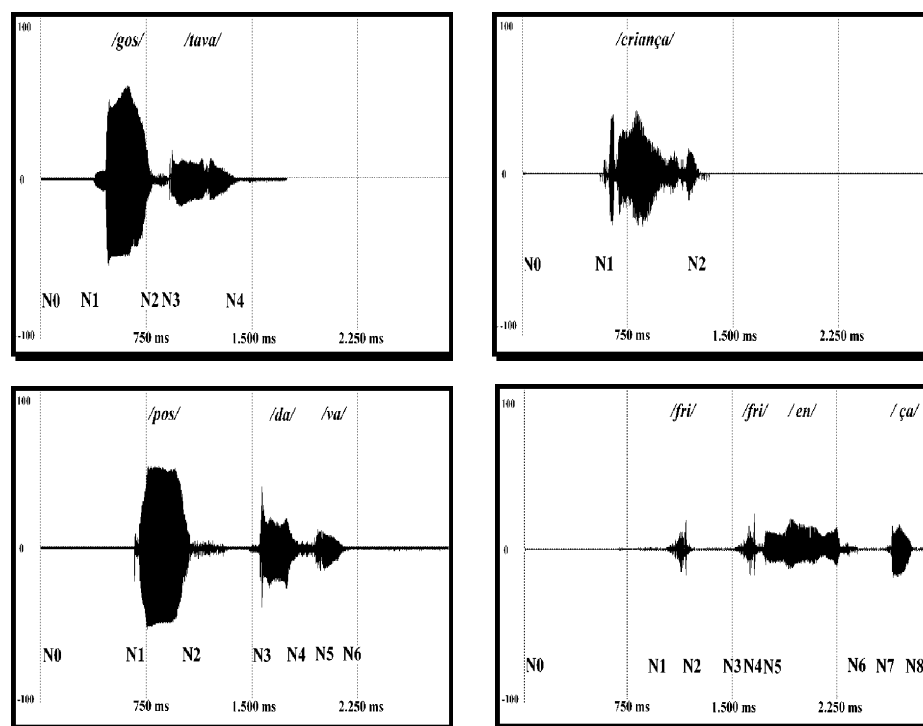 100
/gos/ /tava/
0
N0 N1 N2 N3 N4
-100
750 ms 1.500 ms 2.250 ms
100
/criança/
0
N0 N1 N2
-100
750 ms 1.500 ms 2.250 ms
100
/pos/ /da/ /va/
0
N0 N1 N2 N3 N4 N5 N6
-100
750 ms 1.500 ms 2.250 ms
100
/fri/ /fri/ / en/ / ça/
0
N0 N1 N2 N3 N4 N5 N6 N7 N8
-100
750 ms 1.500 ms 2.250 ms